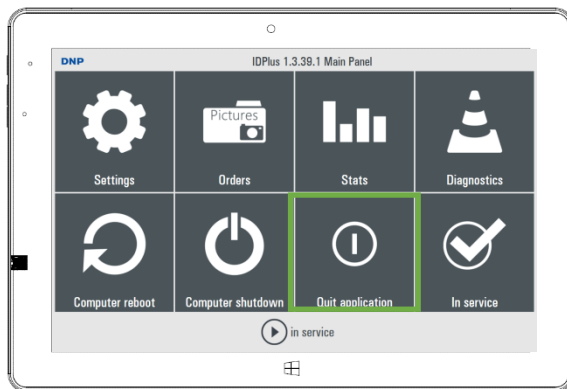 DNP
IDPlus 1.3.39.1 Main Panel
Pictures
Settings
Orders
Stats
Diagnostics
Computer reboot
Computer shutdown
Quit application
In service
in service